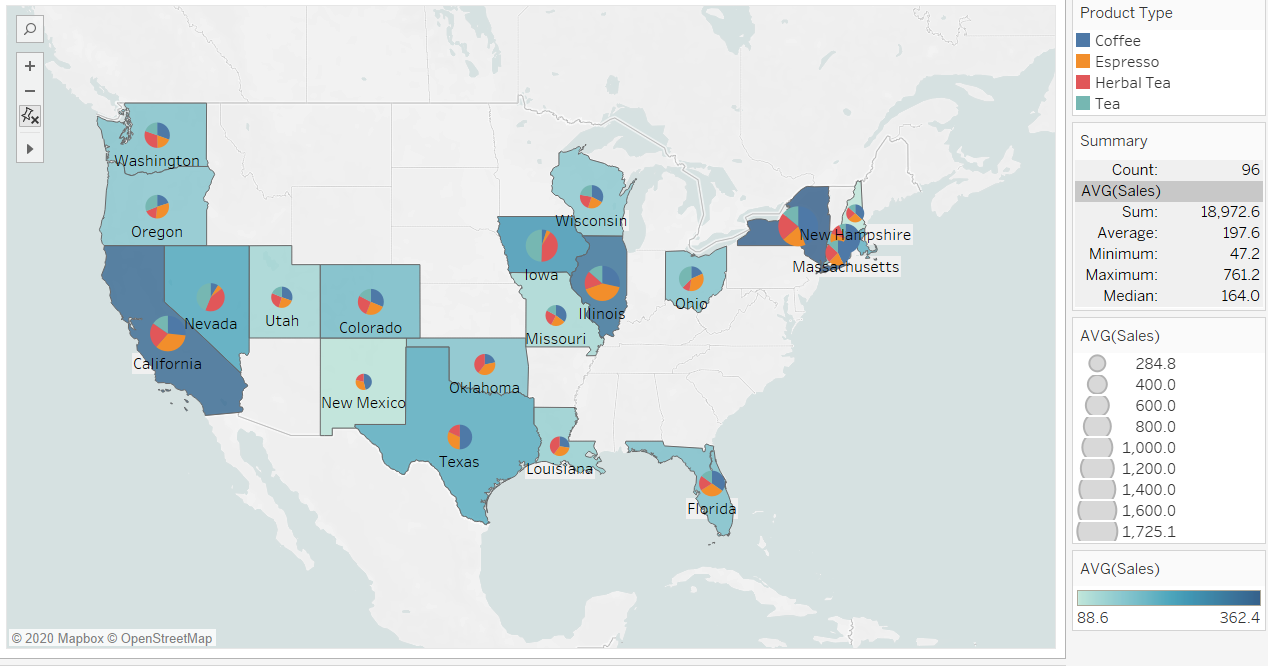 Washington
Oregon
Wisconsin
New Hampshire
Massachusetts
Iowa
Nevada
Utah
Colorado
Illinois
Ohio
Missouri
California
New Mexico
Oklahoma
Texas
Louisiana
Florida
© 2020 Mapbox © OpenStreetMap
Product Type
Coffee
Espresso
Herbal Tea
Tea
Summary
Count: 96
AVG(Sales)
Sum: 18,972.6
Average: 197.6
Minimum: 47.2
Maximum: 761.2
Median: 164.0
AVG(Sales)
284.8
400.0
600.0
800.0
1,000.0
1,200.0
1,400.0
1,600.0
1,725.1
AVG(Sales)
88.6 362.4